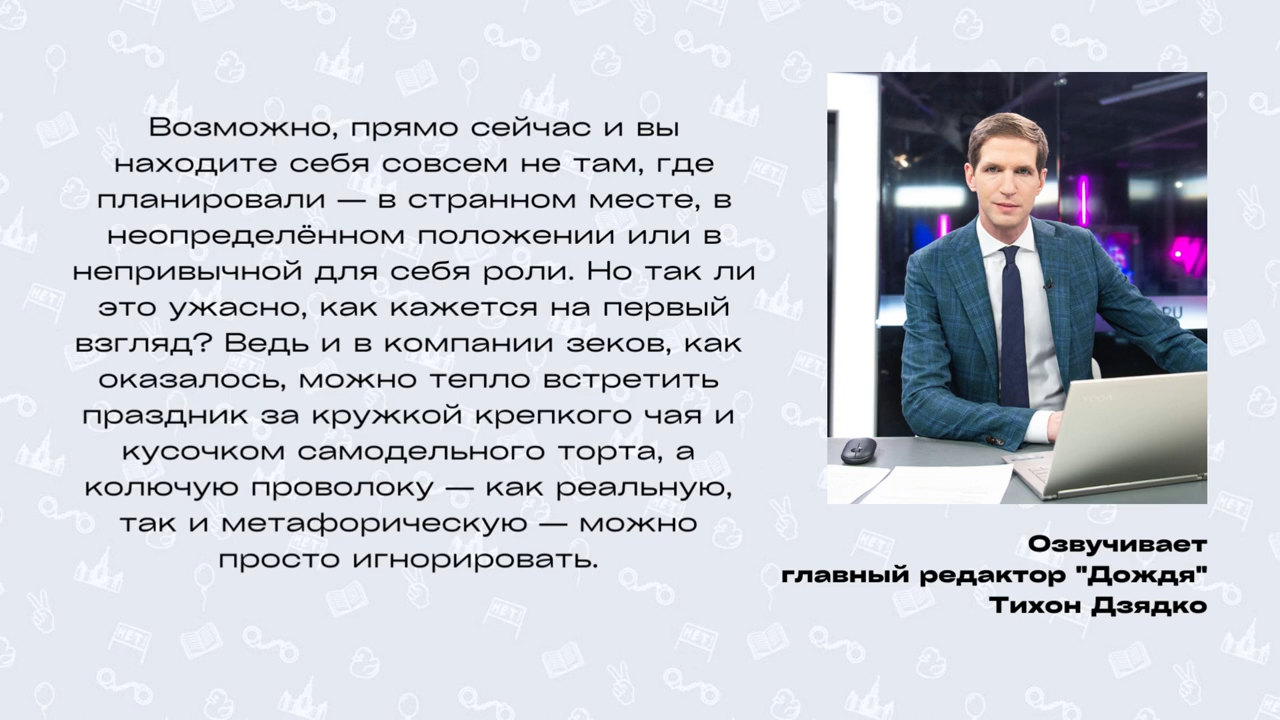 Возможно, прямо сейчас и вы
находите себя совсем не там, где
планировали — в странном месте, в
неопределённом положении или в
непривычной для себя роли. Но так ли
это ужасно, как кажется на первый
взгляд? Ведь и в компании зеков, как
оказалось, можно тепло встретить
праздник за кружкой крепкого чая и
кусочком самодельного торта, а
колючую проволоку — как реальную,
так и метафорическую — можно
просто игнорировать.
RU
YOGA
Озвучивает
главный редактор "Дождя"
Тихон Дзядко
НЕТ!